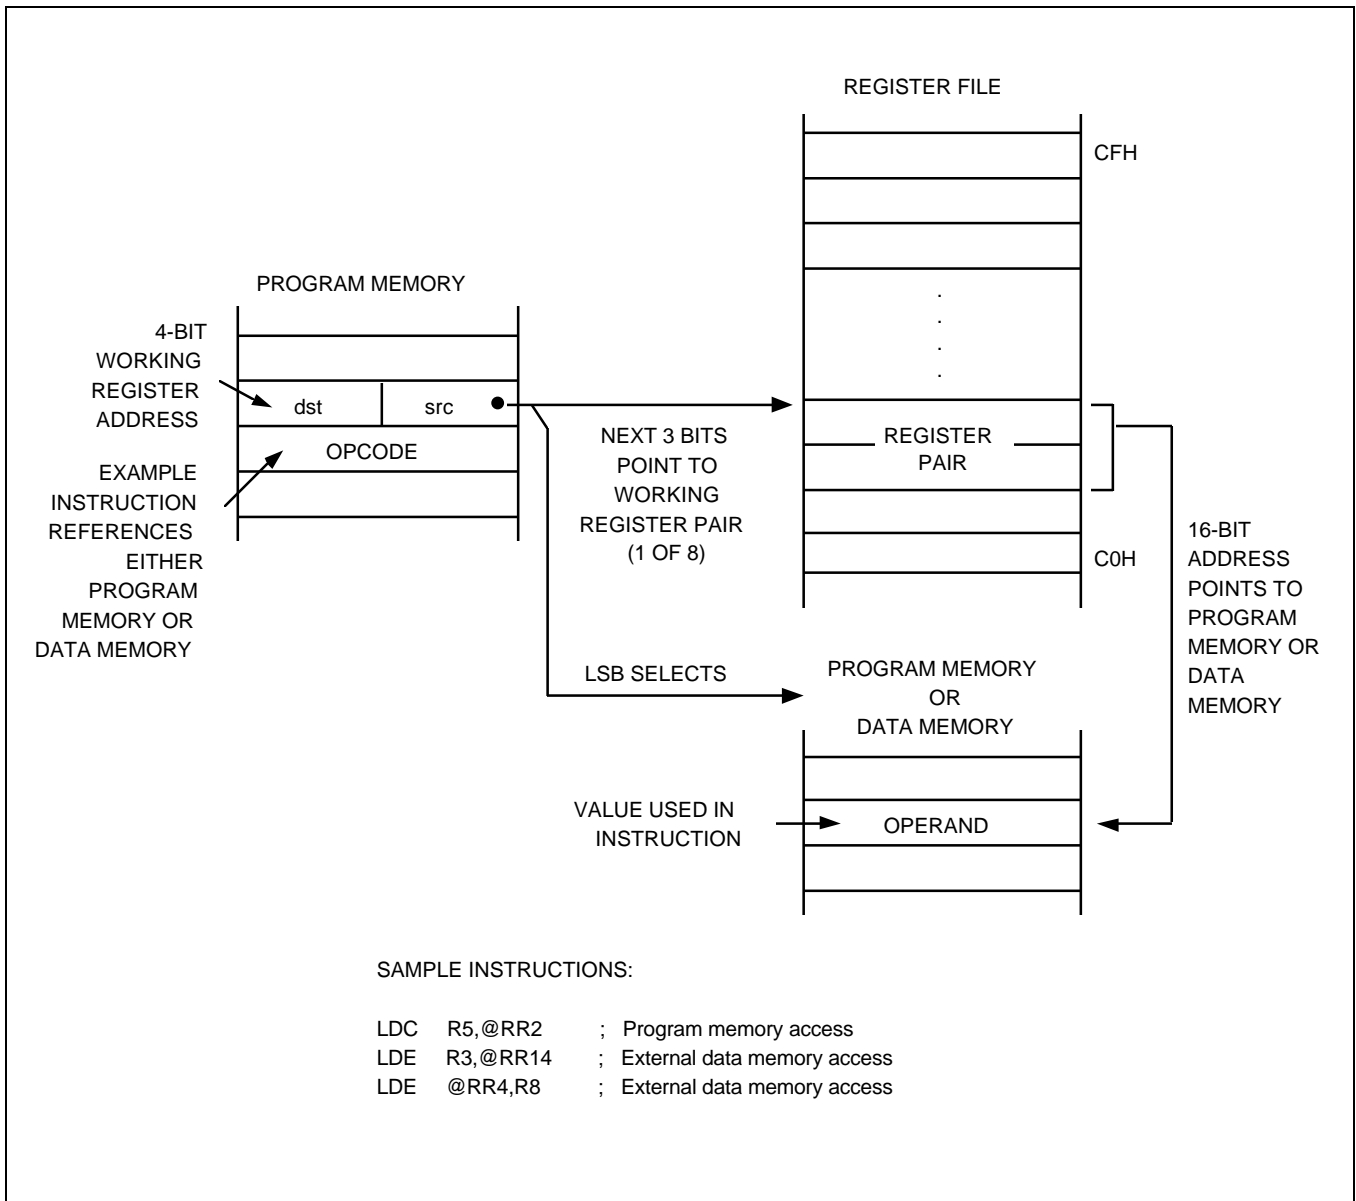 REGISTER FILE
CFH
PROGRAM MEMORY
4-BIT
WORKING
REGISTER
ADDRESS
dst src
OPCODE
EXAMPLE
INSTRUCTION
REFERENCES
EITHER
PROGRAM
MEMORY OR
DATA MEMORY
NEXT 3 BITS
POINT TO
WORKING
REGISTER PAIR
(1 OF 8)
REGISTER
PAIR
C0H
16-BIT
ADDRESS
POINTS TO
PROGRAM
MEMORY OR
DATA
MEMORY
LSB SELECTS
PROGRAM MEMORY
OR
DATA MEMORY
VALUE USED IN
INSTRUCTION
OPERAND
SAMPLE INSTRUCTIONS:
LDC R5,@RR2 ; Program memory access
LDE R3,@RR14 ; External data memory access
LDE @RR4,R8 ; External data memory access